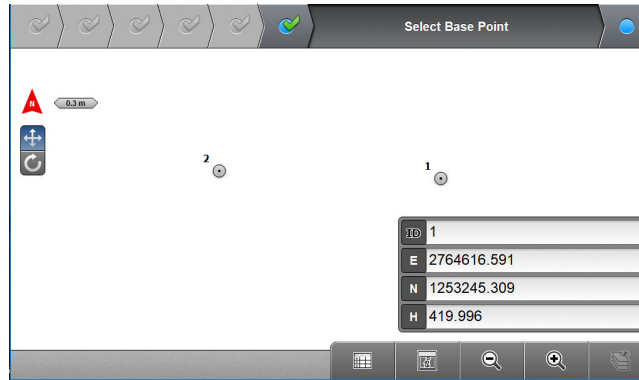 Select Base Point
N
0.3 m
2
1
ID 1
E 2764616.591
N 1253245.309
H 419.996